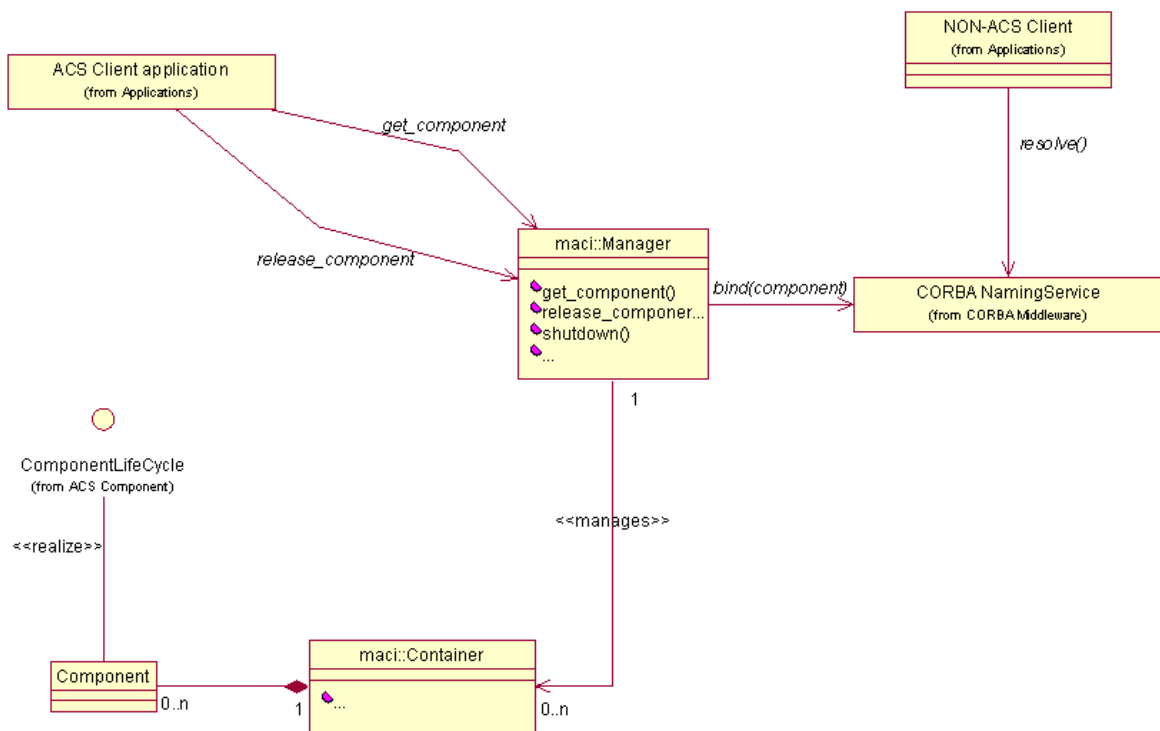 NON-ACS Client
(from Applications)
ACS Client application
(from Applications)
get_component
resolve()
release_component
maci::Manager
get_component()
release_componer...
shutdown()
...
bind(component)
CORBA NamingService
(from CORBA Middleware)
1
ComponentLifeCycle
(from ACS Component)
<<manages>>
<<realize>>
maci::Container
...
Component
0..n
1
0..n